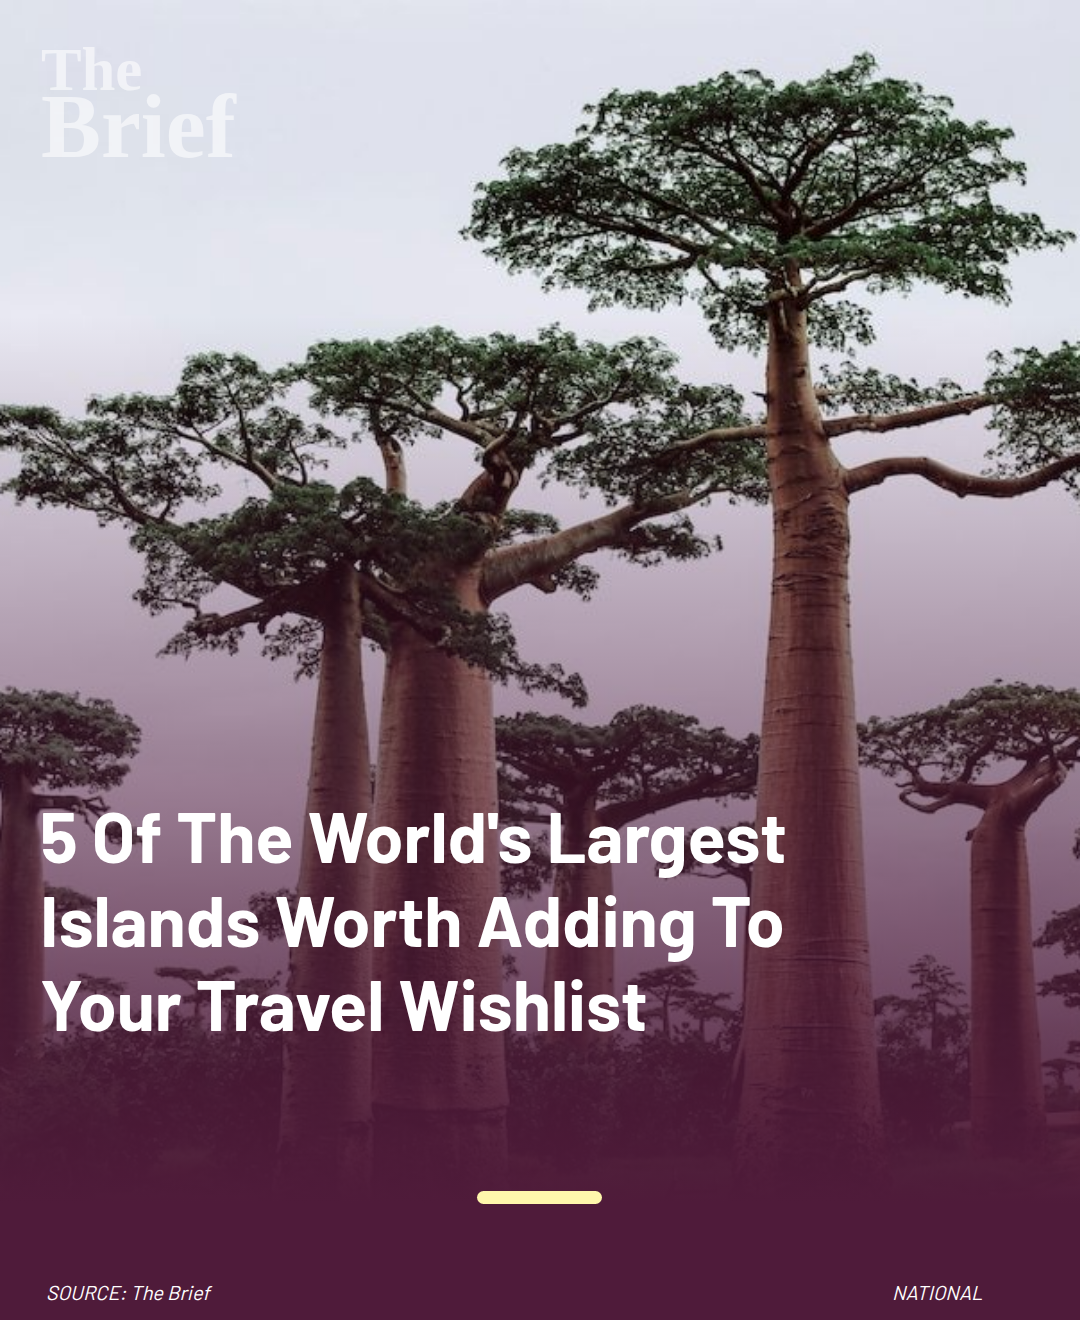 The
Brief
5 Of The World's Largest
Islands Worth Adding To
Your Travel Wishlist
SOURCE: The Brief
NATIONAL